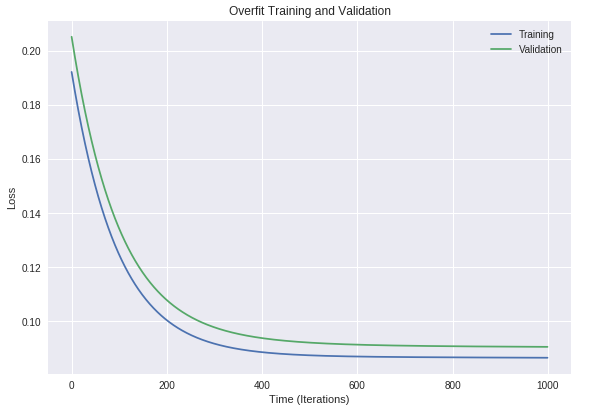 Overfit Training and Validation
Training
Validation
0.20
0.18
0.16
0.14
0.12
0.10
Loss
0
200
400
600
800
1000
Time (Iterations)